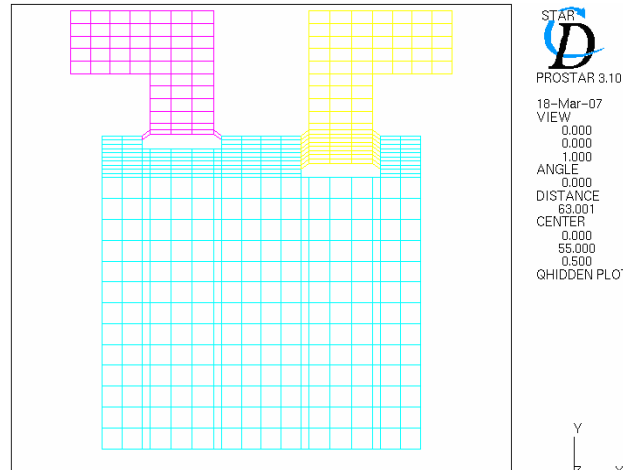 STAR
D
PROSTAR 3.10
18-Mar-07
VIEW
0.000
0.000
1.000
ANGLE
0.000
DISTANCE
63.001
CENTER
0.000
55.000
0.500
QHIDDEN PLOT
Y
Z X